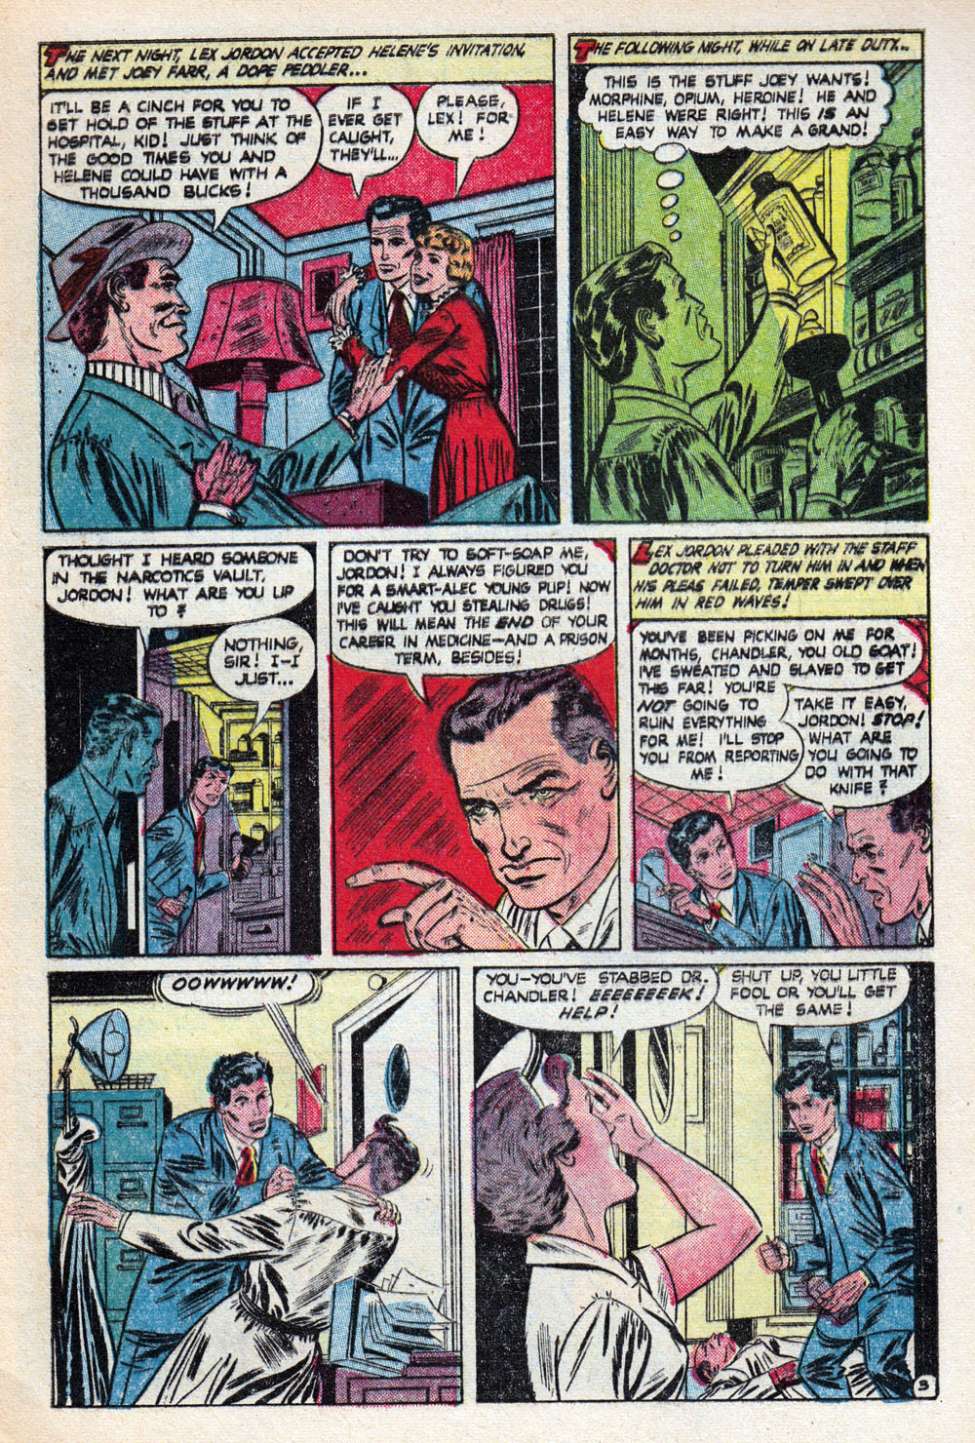 THE NEXT NIGHT, LEX JORDON ACCEPTED HELENE'S INVITATION,
AND MET JOEY FARR, A DOPE PEDDLER...
IT'LL BE A CINCH FOR YOU TO
GET HOLD OF THE STUFF AT THE
HOSPITAL, KID! JUST THINK OF
THE GOOD TIMES YOU AND
HELENE COULD HAVE WITH A
THOUSAND BUCKS!
IF I
EVER GET
CAUGHT,
THEY'LL...
PLEASE,
LEX! FOR
ME!
THE FOLLOWING NIGHT, WHILE ON LATE DUTY...
THIS IS THE STUFF JOEY WANTS!
MORPHINE, OPIUM, HEROINE! HE AND
HELENE WERE RIGHT! THIS IS AN
EASY WAY TO MAKE A GRAND!
THOUGHT I HEARD SOMEONE
IN THE NARCOTICS VAULT,
JORDON! WHAT ARE YOU UP
TO?
NOTHING,
SIR! I-I
JUST...
DON'T TRY TO SOFT-SOAP ME,
JORDON! I ALWAYS FIGURED YOU
FOR A SMART-ALEC YOUNG PUP! NOW
I'VE CAUGHT YOU STEALING DRUGS!
THIS WILL MEAN THE END OF YOUR
CAREER IN MEDICINE—AND A PRISON
TERM, BESIDES!
LEX JORDON PLEADED WITH THE STAFF
DOCTOR NOT TO TURN HIM IN AND WHEN
HIS PLEAS FAILED, TEMPER SWEPT OVER
HIM IN RED WAVES!
YOU'VE BEEN PICKING ON ME FOR
MONTHS, CHANDLER, YOU OLD GOAT!
I'VE SWEATED AND SLAVED TO GET
THIS FAR! YOU'RE
NOT GOING TO
RUIN EVERYTHING
FOR ME! I'LL STOP
YOU FROM REPORTING
ME!
TAKE IT EASY,
JORDON! STOP!
WHAT ARE
YOU GOING TO
DO WITH THAT
KNIFE?
OOWWWWW!
YOU-YOU'VE STABBED DR.
CHANDLER! EEEEEEEEK!
HELP!
SHUT UP, YOU LITTLE
FOOL OR YOU'LL GET
THE SAME!
3